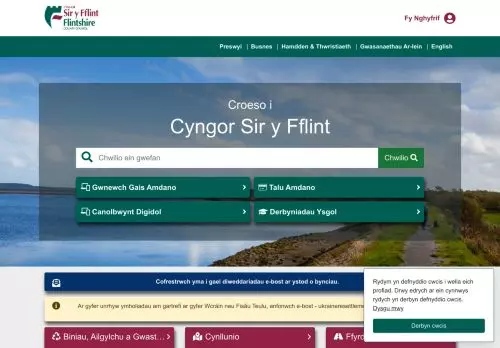 CYNGOR
Sir y Fflint
Flintshire
COUNTY COUNCIL
Fy Nghyfrif
Preswyl | Busnes | Hamdden & Thwristiaeth | Gwasanaethau Ar-lein | English
Croeso i
Cyngor Sir y Fflint
Chwilio ein gwefan
Chwilio
Gwnewch Gais Amdano
Talu Amdano
Canolbwynt Digidol
Derbyniadau Ysgol
Cofrestrwch yma i gael diweddariadau e-bost ar ystod o bynciau.
Ar gyfer unrhyw ymholiadau am gartrefi ar gyfer Wcráin neu Fisâu Teulu, anfonwch e-bost - ukraineresettlem
Rydym yn defnyddio cwcis i wella eich
profiad. Drwy edrych ar ein cynnwys
rydych yn derbyn defnyddio cwcis.
Dysgu mwy
Derbyn cwcis
Biniau, Ailgylchu a Gwast...
Cynllunio
Ffyrd